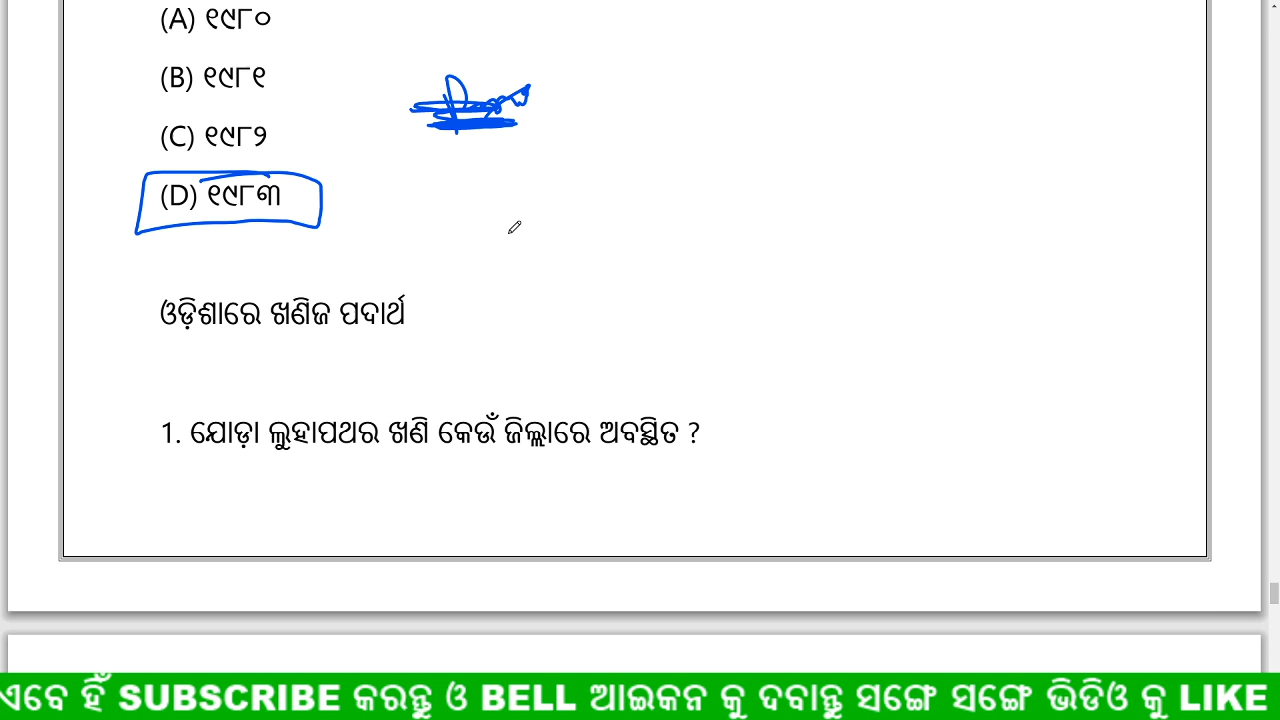 (A) ୧୯୮୦
(B) ୧୯୮୧
(C) ୧୯୮୨
(D) ୧୯୮୩
ଓଡ଼ିଶାରେ ଖଣିଜ ପଦାର୍ଥ
1. ଯୋଡ଼ା ଲୁହାପଥର ଖଣି କେଉଁ ଜିଲ୍ଲାରେ ଅବସ୍ଥିତ ?
ଏବେ ହିଁ SUBSCRIBE କରନ୍ତୁ ଓ BELL ଆଇକନ କୁ ଦବାନ୍ତୁ ସଙ୍ଗେ ସଙ୍ଗେ ଭିଡିଓ କୁ LIKE